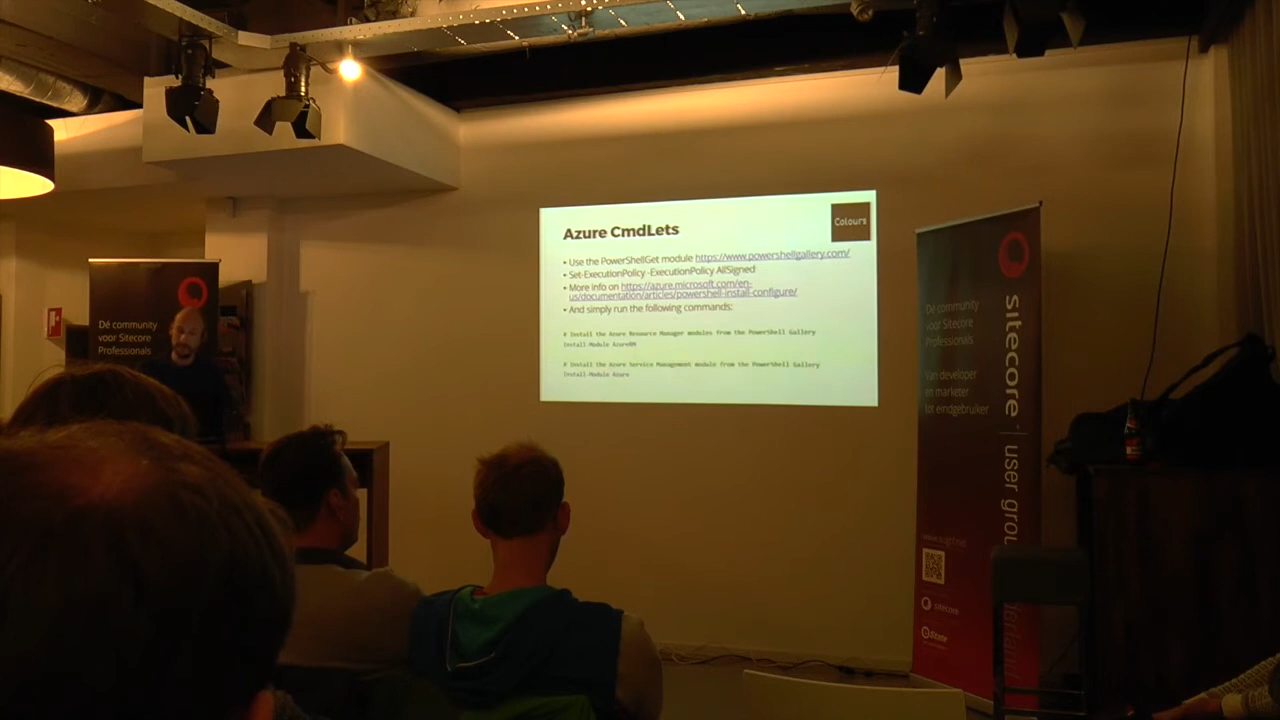 Azure CmdLets
Colours
• Use the PowerShellGet module https://www.powershellgallery.com/
• Set-ExecutionPolicy -ExecutionPolicy AllSigned
• More info on https://azure.microsoft.com/en-
us/documentation/articles/powershell-install-configure/
• And simply run the following commands:
# Install the Azure Resource Manager modules from the PowerShell Gallery
Install-Module AzureRM
# Install the Azure Service Management module from the PowerShell Gallery
Install-Module Azure
Dé community
voor Sitecore
Professionals
Dé community
voor Sitecore
Professionals
Van developer
en marketer
tot eindgebruiker
sitecore
user grou
derland
sitecore